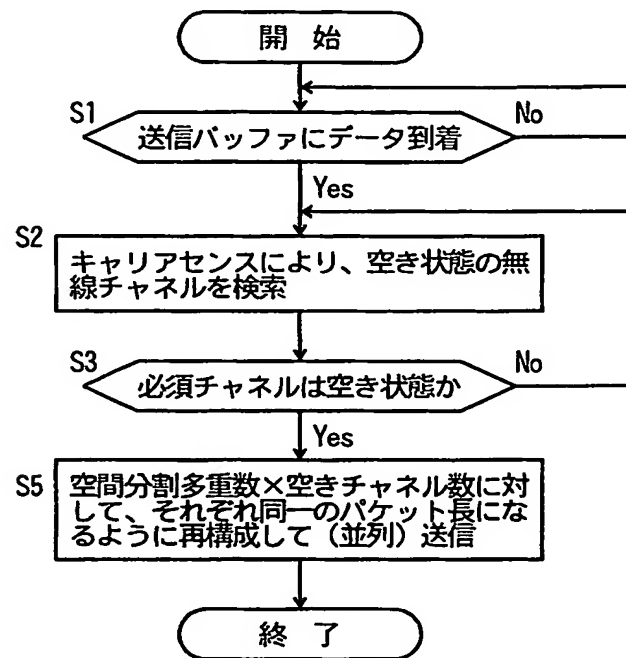 開 始
S1
送信バッファにデータ到着
No
Yes
S2
キャリアセンスにより、空き状態の無
線チャネルを検索
S3
必須チャネルは空き状態か
No
Yes
S5
空間分割多重数×空きチャネル数に対
して、それぞれ同一のパケット長にな
るように再構成して（並列）送信
終 了